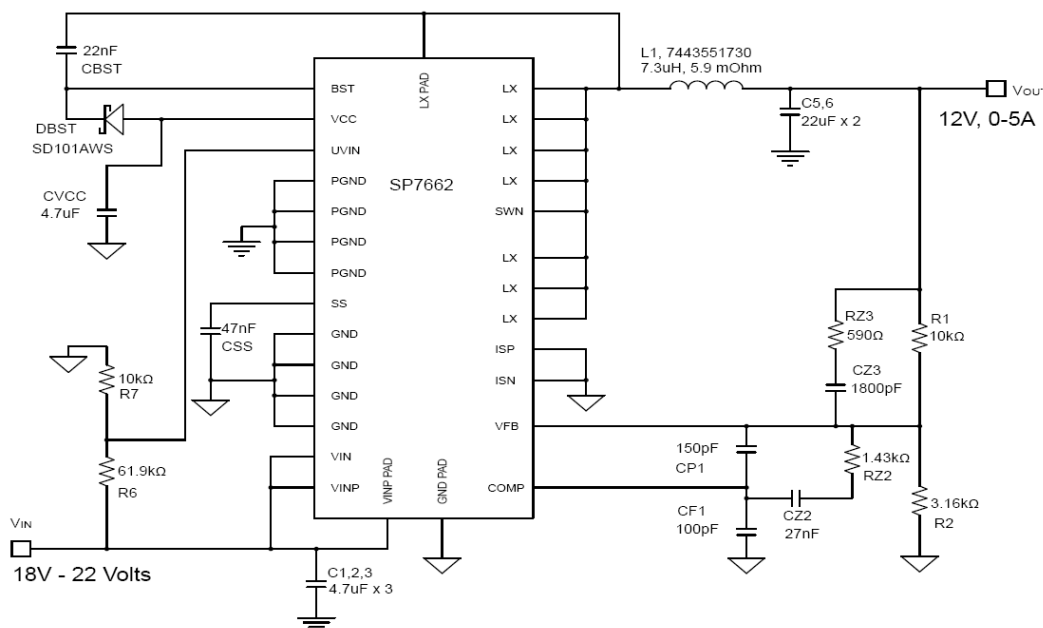 22nF
CBST
DBST
SD101AWS
CVCC
4.7uF
BST
VCC
UVIN
PGND
PGND
PGND
PGND
SS
GND
GND
GND
GND
VIN
VINP
LX PAD
SP7662
VINP PAD
GND PAD
LX
LX
LX
LX
SWN
LX
LX
LX
ISP
ISN
VFB
COMP
47nF
CSS
10kΩ
R7
61.9kΩ
R6
VIN
18V - 22 Volts
C1,2,3
4.7uF x 3
L1, 7443551730
7.3uH, 5.9 mOhm
C5,6
22uF x 2
VOUT
12V, 0-5A
RZ3
590Ω
R1
10kΩ
CZ3
1800pF
150pF
CP1
1.43kΩ
RZ2
CF1
100pF
CZ2
27nF
3.16kΩ
R2